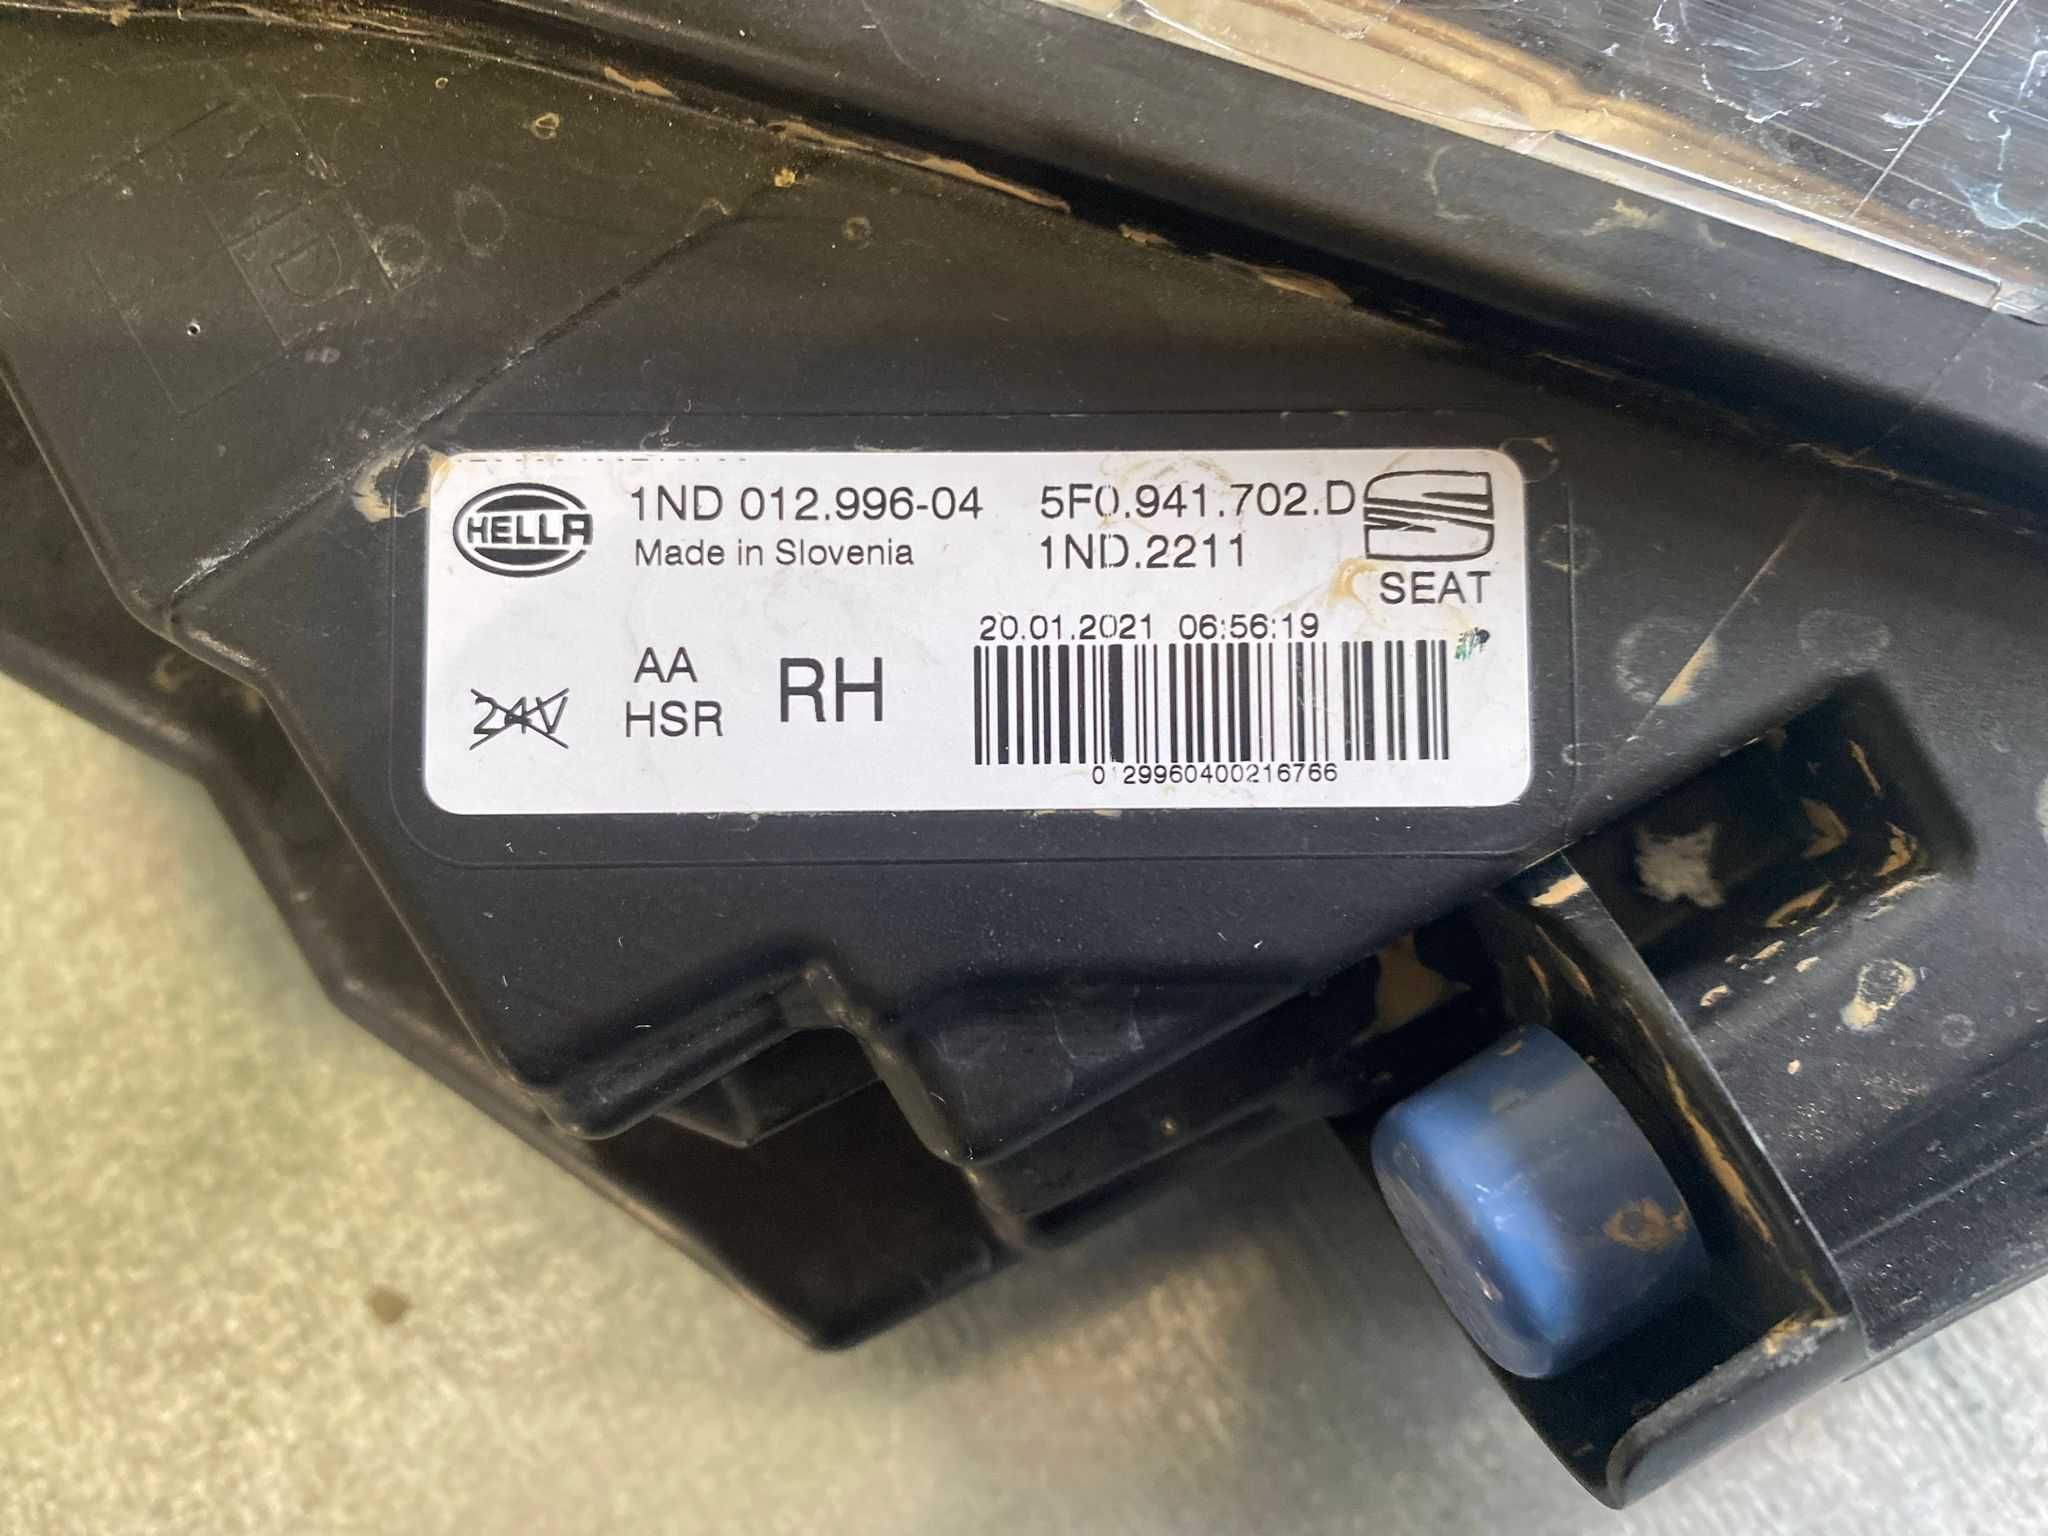 HELLA
1ND 012.996-04
Made in Slovenia
5F0.941.702.D
1ND.2211
SEAT
20.01.2021 06:56:19
24V
AA
HSR
RH
0129960400216766